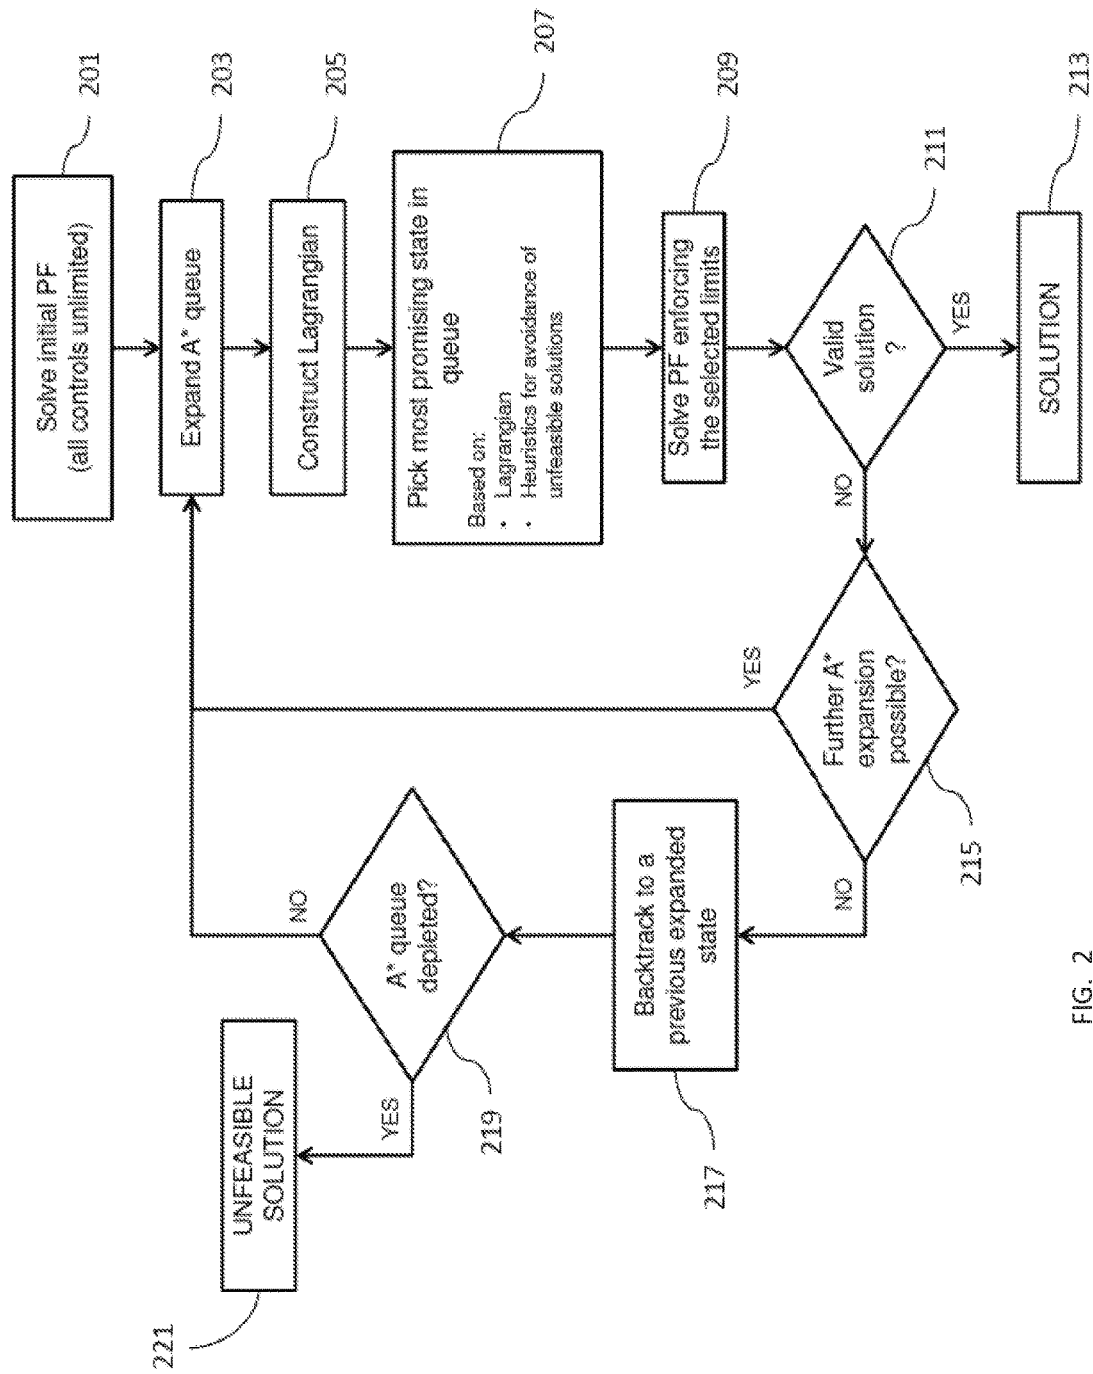 201
Solve initial PF
(all controls unlimited)
203
Expand A* queue
205
Construct Lagrangian
207
Pick most promising state in
queue
Based on:
• Lagrangian
• Heuristics for avoidance of
unfeasible solutions
209
Solve PF enforcing
the selected limits
211
Valid
solution
?
YES
NO
213
SOLUTION
215
Further A*
expansion
possible?
YES
NO
217
Backtrack to a
previous expanded
state
219
A* queue
depleted?
NO
YES
221
UNFEASIBLE
SOLUTION
FIG. 2